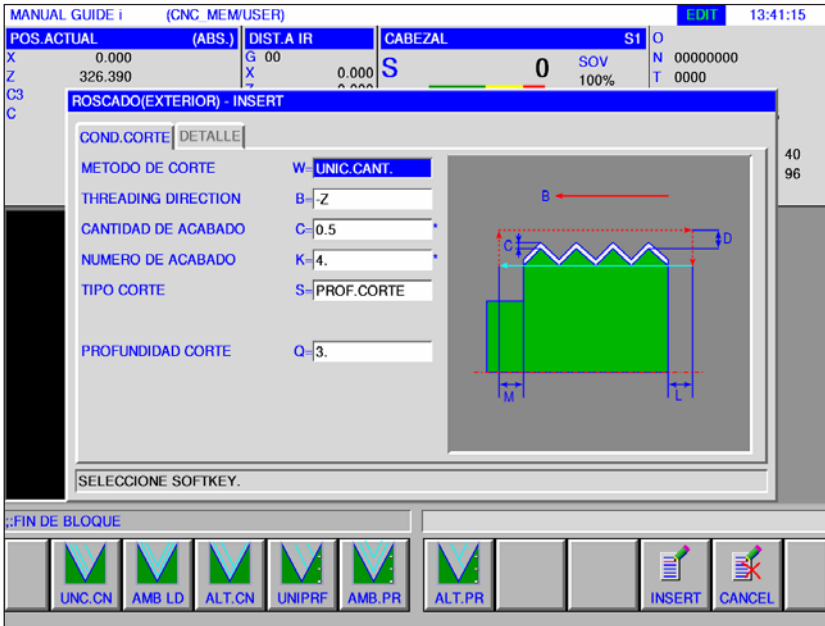 MANUAL GUIDE i (CNC_MEM/USER) EDIT 13:41:15
POS.ACTUAL (ABS.) DIST.A IR CABEZAL S1 O
X 0.000 G 00 S 0 SOV 100% N 00000000
Z 326.390 X 0.000 T 0000
C3
C
40
96
ROSCADO(EXTERIOR) - INSERT
COND.CORTE DETALLE
METODO DE CORTE W=UNIC.CANT.
THREADING DIRECTION B=-Z
CANTIDAD DE ACABADO C=0.5 *
NUMERO DE ACABADO K=4. *
TIPO CORTE S=PROF.CORTE
PROFUNDIDAD CORTE Q=3.
B
C D
M L
SELECCIONE SOFTKEY.
;:FIN DE BLOQUE
UNC.CN AMB LD ALT.CN UNIPRF AMB.PR ALT.PR INSERT CANCEL